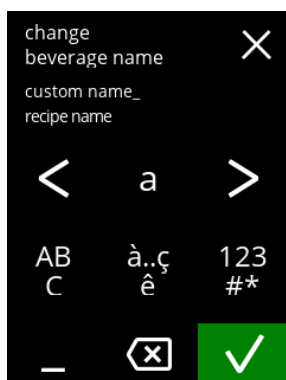 change
beverage name
custom name_
recipe name
< a >
AB
C
à..ç
ê
123
#*
_